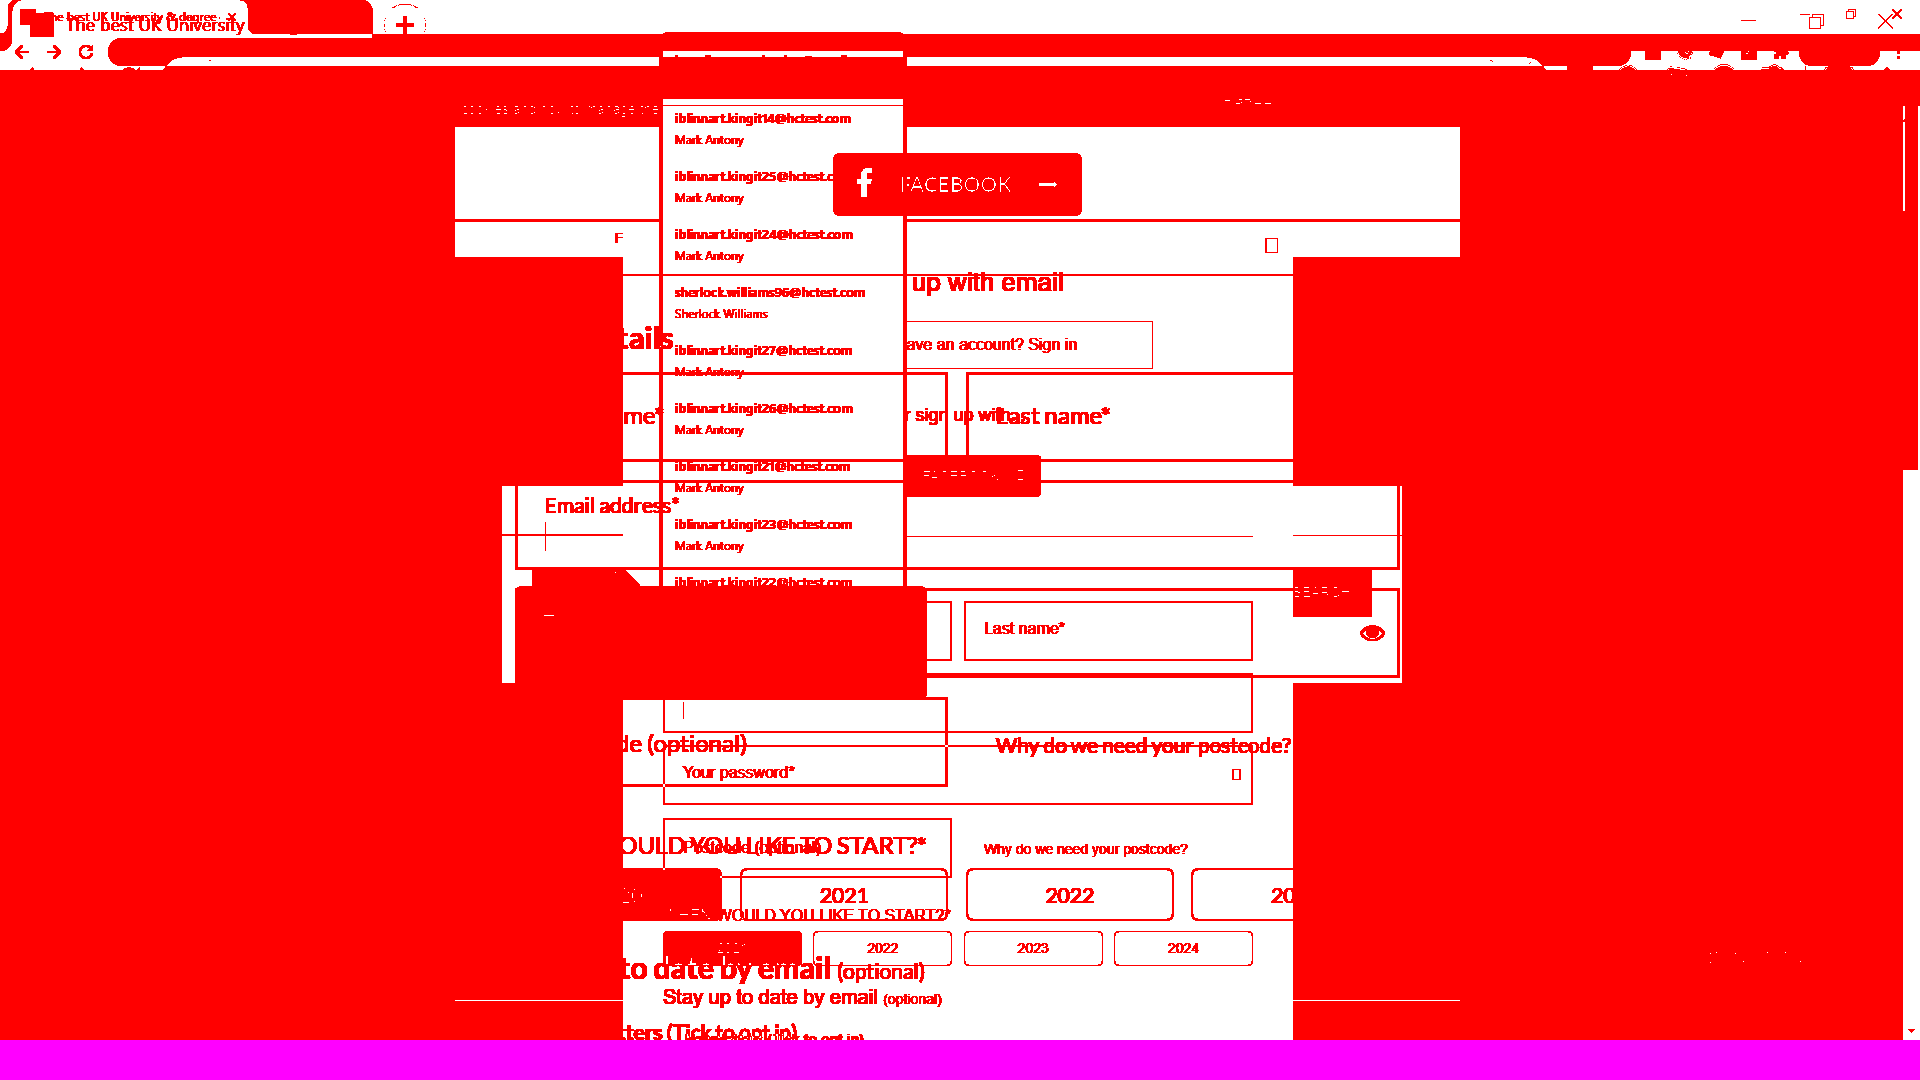 The best UK University & degree
The best UK University
iblinnart.kingit14@hctest.com
Mark Antony
iblinnart.kingit25@hctest.c
Mark Antony
FACEBOOK
iblinnart.kingit24@hctest.com
F
Mark Antony
up with email
sherlock.williams96@hctest.com
Sherlock Williams
tails
ave an account? Sign in
iblinnart.kingit27@hctest.com
Mark Antony
me*
iblinnart.kingit26@hctest.com
r sign up with
Last name*
Mark Antony
iblinnart.kingit21@hctest.com
Mark Antony
Email address*
iblinnart.kingit23@hctest.com
Mark Antony
iblinnart.kingit22@hctest.com
SEARCH
Last name*
de (optional)
Why do we need your postcode?
Your password*
OULD YOU LIKE TO START?*
Postcode (optional)
Why do we need your postcode?
2021
2022
20
WOULD YOU LIKE TO START?*
2022
2023
2024
to date by email (optional)
Stay up to date by email (optional)
ters (Tick to opt in)